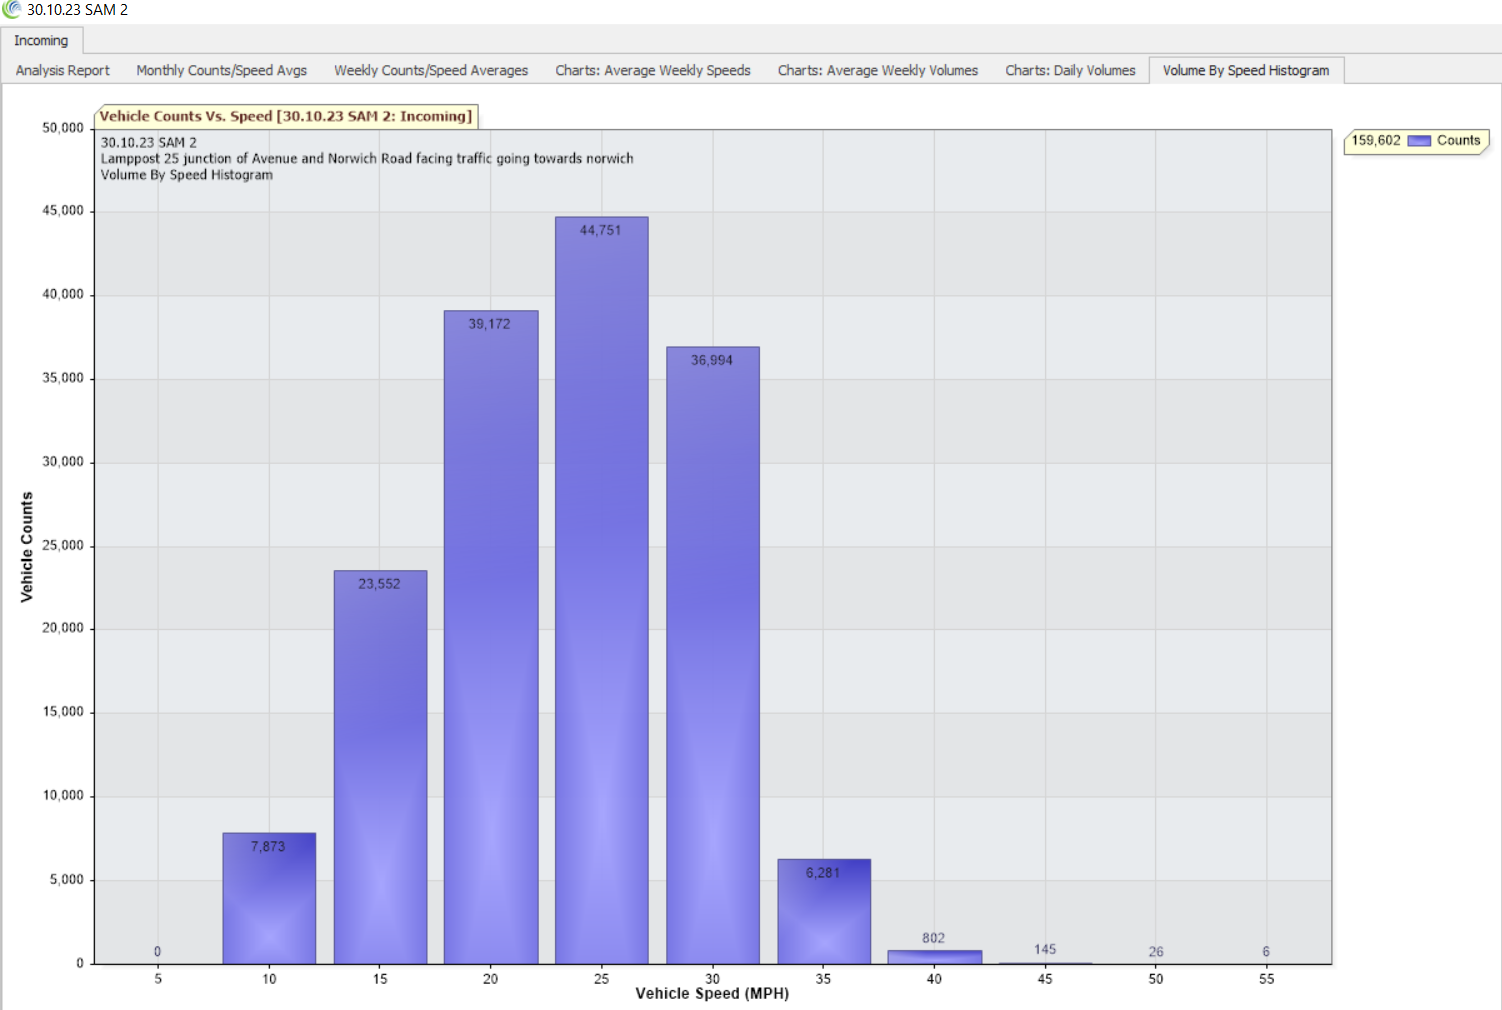 30.10.23 SAM 2
Incoming
Analysis Report Monthly Counts/Speed Avgs Weekly Counts/Speed Averages Charts: Average Weekly Speeds Charts: Average Weekly Volumes Charts: Daily Volumes Volume By Speed Histogram
Vehicle Counts Vs. Speed [30.10.23 SAM 2: Incoming]
30.10.23 SAM 2
Lamppost 25 junction of Avenue and Norwich Road facing traffic going towards norwich
Volume By Speed Histogram
159,602 Counts
Vehicle Counts
50,000
45,000
40,000
35,000
30,000
25,000
20,000
15,000
10,000
5,000
0
0
7,873
23,552
39,172
44,751
36,994
6,281
802
145
26
6
5 10 15 20 25 30 35 40 45 50 55
Vehicle Speed (MPH)